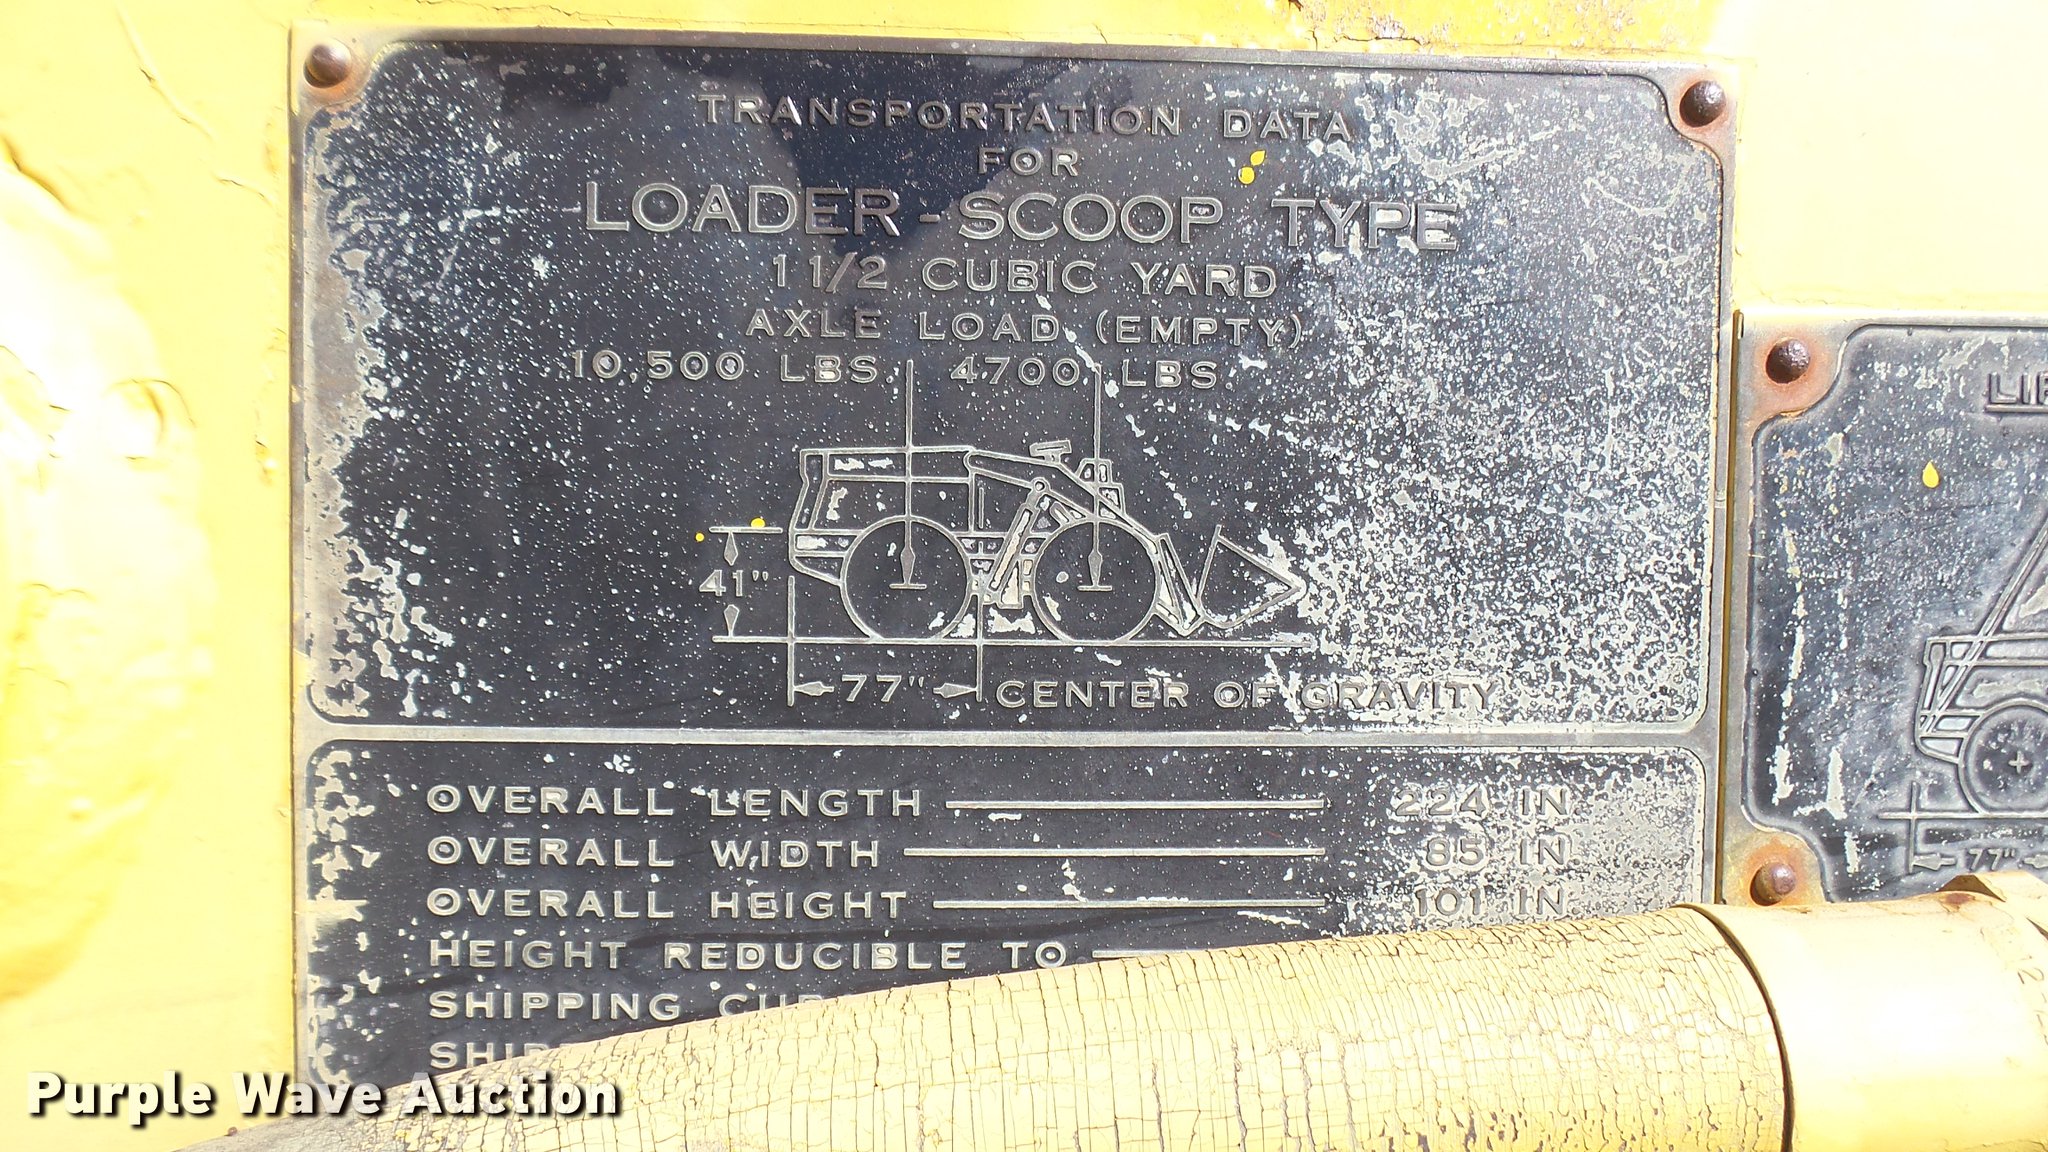 TRANSPORTATION DATA
FOR
LOADER - SCOOP TYPE
1 1/2 CUBIC YARD
AXLE LOAD (EMPTY)
10,500 LBS. 4700 LBS.
41"
77" CENTER OF GRAVITY
OVERALL LENGTH 224 IN
OVERALL WIDTH 85 IN
OVERALL HEIGHT 101 IN
HEIGHT REDUCIBLE TO
SHIPPING
77"
Purple Wave Auction